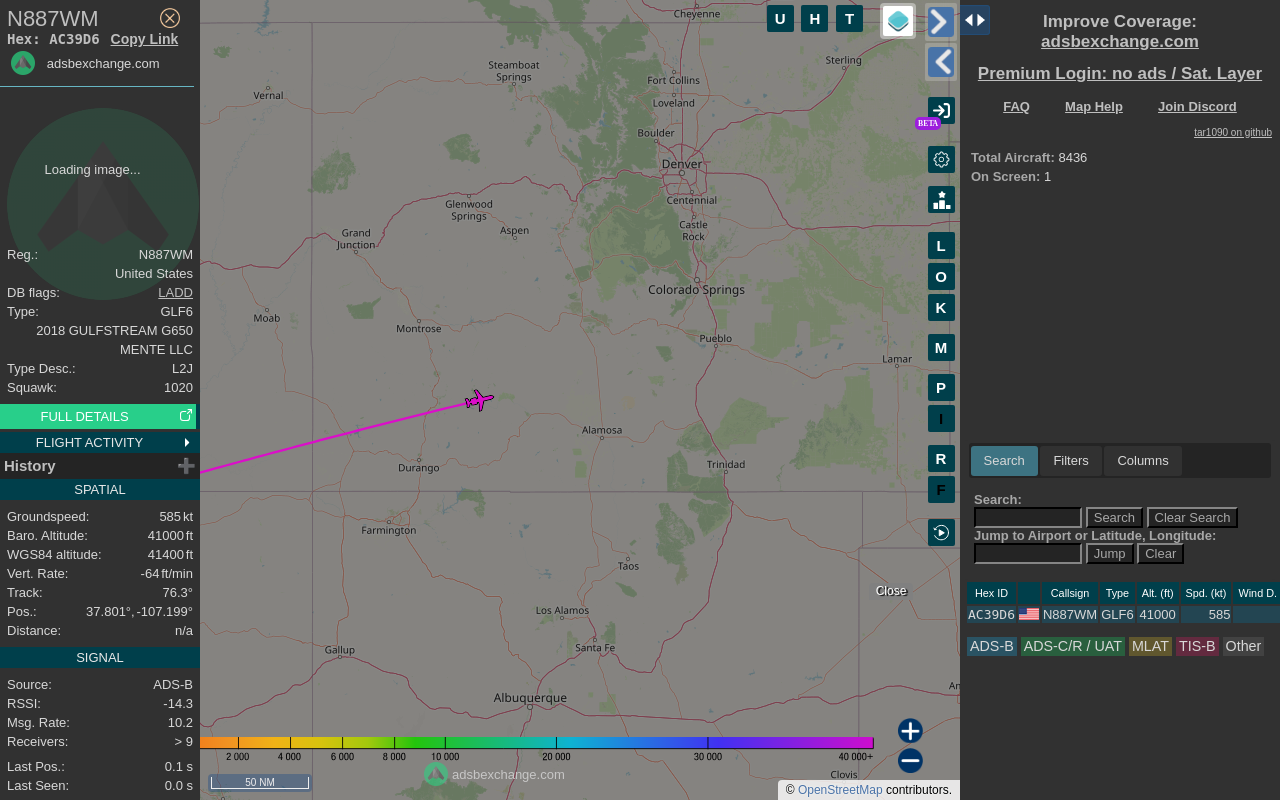 N887WM
Hex: AC39D6 Copy Link
adsbexchange.com
Loading image...
Reg.: N887WM
United States
DB flags: LADD
Type: GLF6
2018 GULFSTREAM G650
MENTE LLC
Type Desc.: L2J
Squawk: 1020
FULL DETAILS
FLIGHT ACTIVITY
History
SPATIAL
Groundspeed: 585 kt
Baro. Altitude: 41000 ft
WGS84 altitude: 41400 ft
Vert. Rate: -64 ft/min
Track: 76.3°
Pos.: 37.801°, -107.199°
Distance: n/a
SIGNAL
Source: ADS-B
RSSI: -14.3
Msg. Rate: 10.2
Receivers: > 9
Last Pos.: 0.1 s
Last Seen: 0.0 s
Cheyenne
Steamboat
Springs
Sterling
Vernal
Fort Collins
Loveland
Boulder
Denver
Centennial
Castle
Rock
Glenwood
Springs
Aspen
Grand
Junction
Colorado Springs
Moab
Montrose
Pueblo
Lamar
Alamosa
Durango
Trinidad
Farmington
Taos
Los Alamos
Santa Fe
Gallup
Albuquerque
Clovis
Close
U H T
BETA
L
O
K
M
P
I
R
F
2 000 4 000 6 000 8 000 10 000 20 000 30 000 40 000+
50 NM
adsbexchange.com
© OpenStreetMap contributors.
Improve Coverage:
adsbexchange.com
Premium Login: no ads / Sat. Layer
FAQ Map Help Join Discord
tar1090 on github
Total Aircraft: 8436
On Screen: 1
Search Filters Columns
Search:
Search Clear Search
Jump to Airport or Latitude, Longitude:
Jump Clear
Hex ID Callsign Type Alt. (ft) Spd. (kt) Wind D.
AC39D6 N887WM GLF6 41000 585
ADS-B ADS-C/R / UAT MLAT TIS-B Other